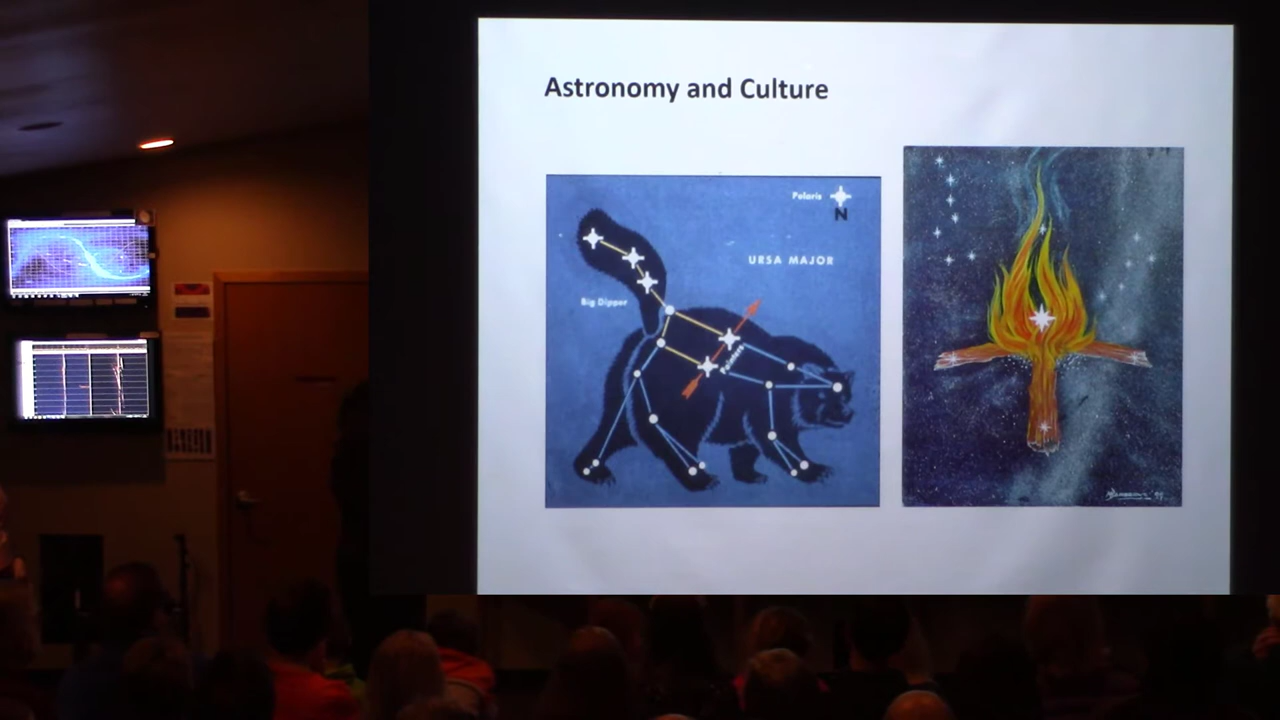 Astronomy and Culture
Polaris
N
URSA MAJOR
Big Dipper
Pointers